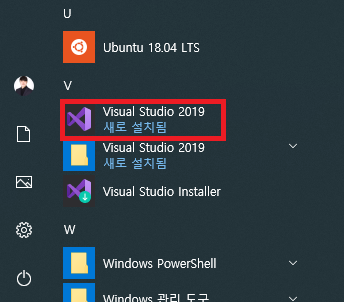 U
Ubuntu 18.04 LTS
V
Visual Studio 2019
새로 설치됨
Visual Studio 2019
새로 설치됨
Visual Studio Installer
W
Windows PowerShell
Windows 관리 도구